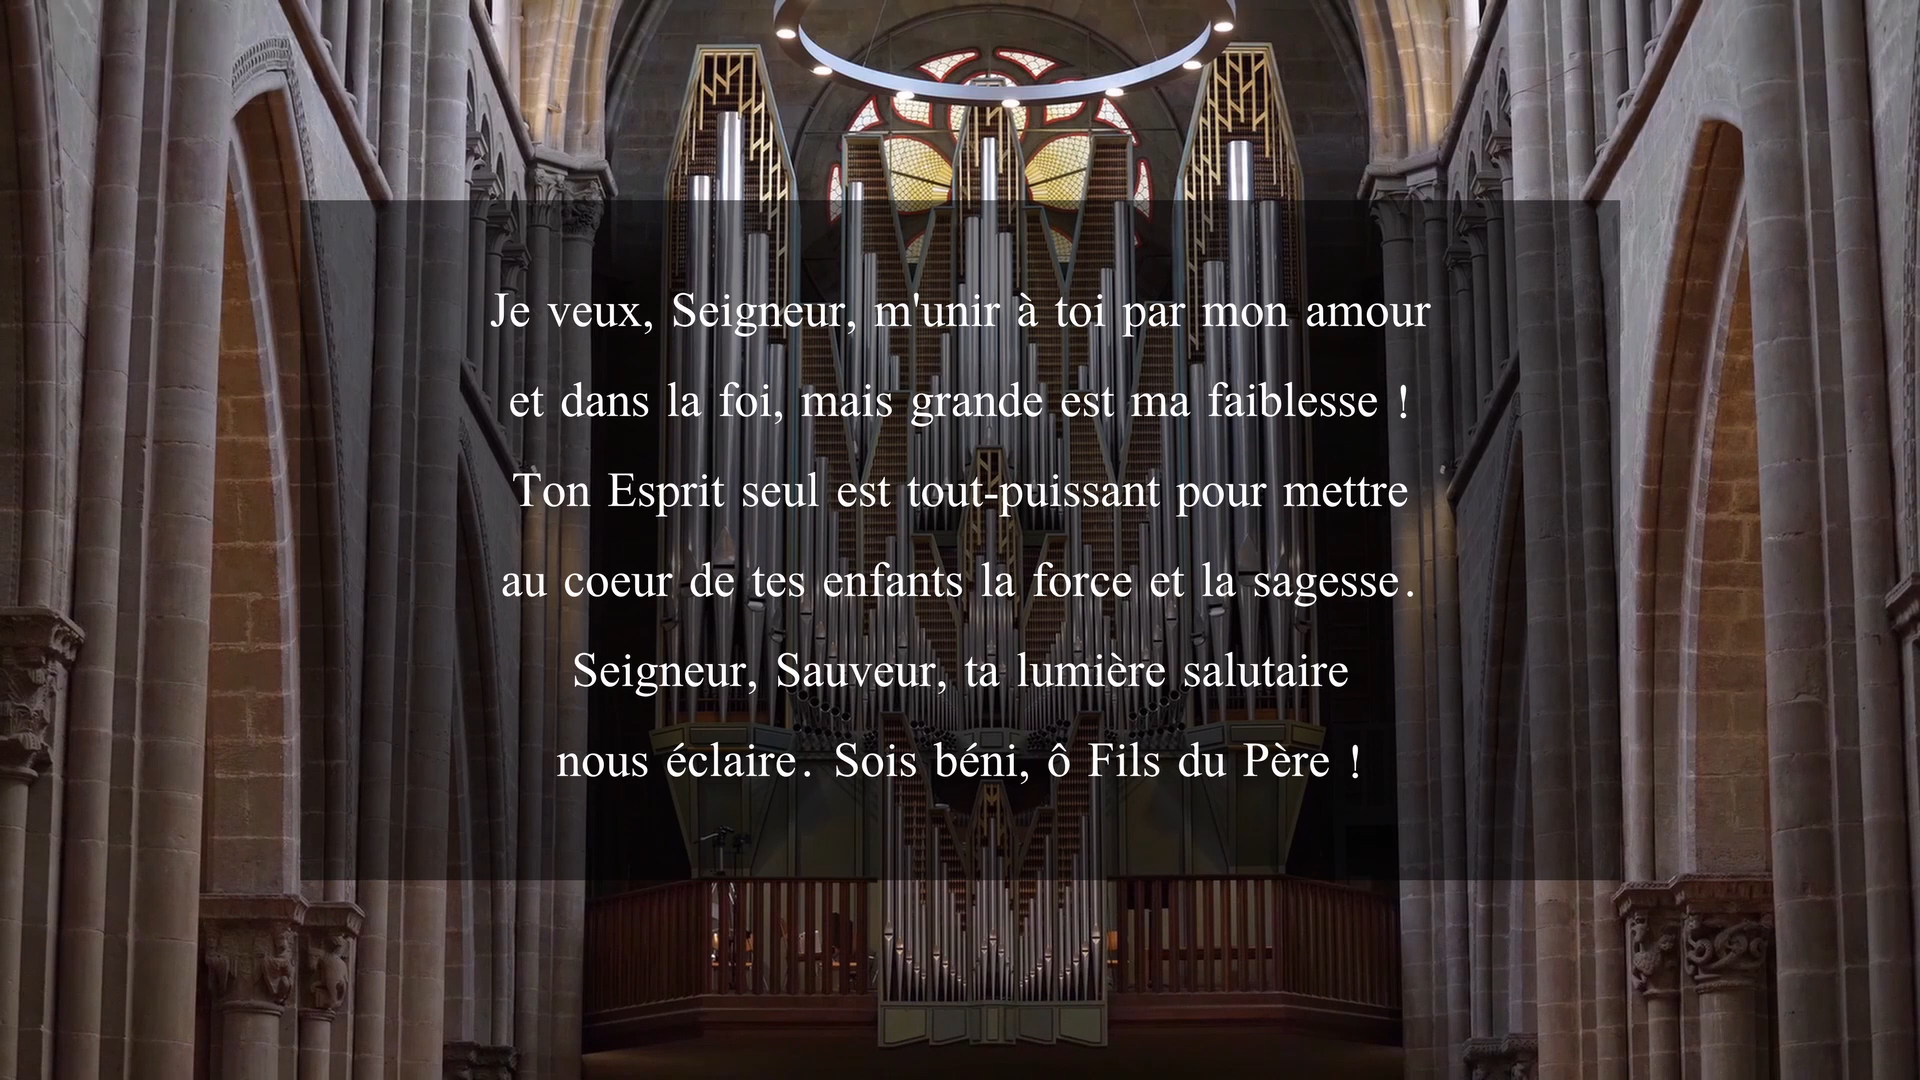 Je veux, Seigneur, m'unir à toi par mon amour
et dans la foi, mais grande est ma faiblesse !
Ton Esprit seul est tout-puissant pour mettre
au coeur de tes enfants la force et la sagesse.
Seigneur, Sauveur, ta lumière salutaire
nous éclaire. Sois béni, ô Fils du Père !